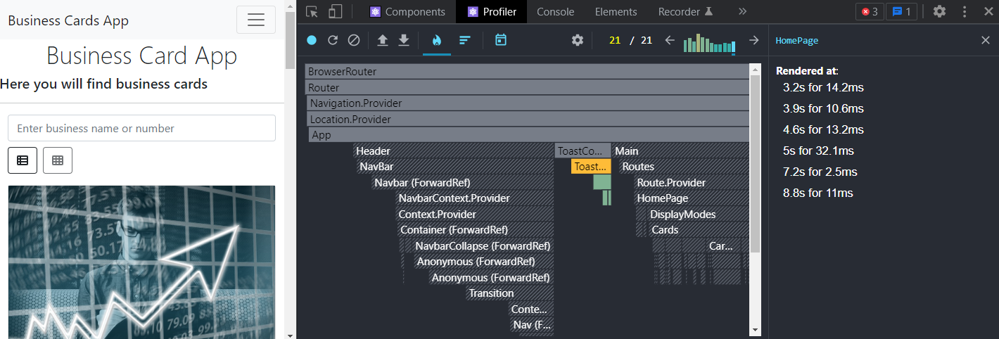 Business Cards App
Business Card App
Here you will find business cards
Enter business name or number
Components
Profiler
Console
Elements
Recorder
3
1
21 / 21
HomePage
BrowserRouter
Router
Navigation.Provider
Location.Provider
App
Header
ToastCo...
Main
NavBar
Toast...
Routes
Navbar (ForwardRef)
Route.Provider
NavbarContext.Provider
HomePage
Context.Provider
DisplayModes
Container (ForwardRef)
Cards
NavbarCollapse (ForwardRef)
Car...
Anonymous (ForwardRef)
Anonymous (ForwardRef)
Transition
Conte...
Nav (F...
Rendered at:
3.2s for 14.2ms
3.9s for 10.6ms
4.6s for 13.2ms
5s for 32.1ms
7.2s for 2.5ms
8.8s for 11ms